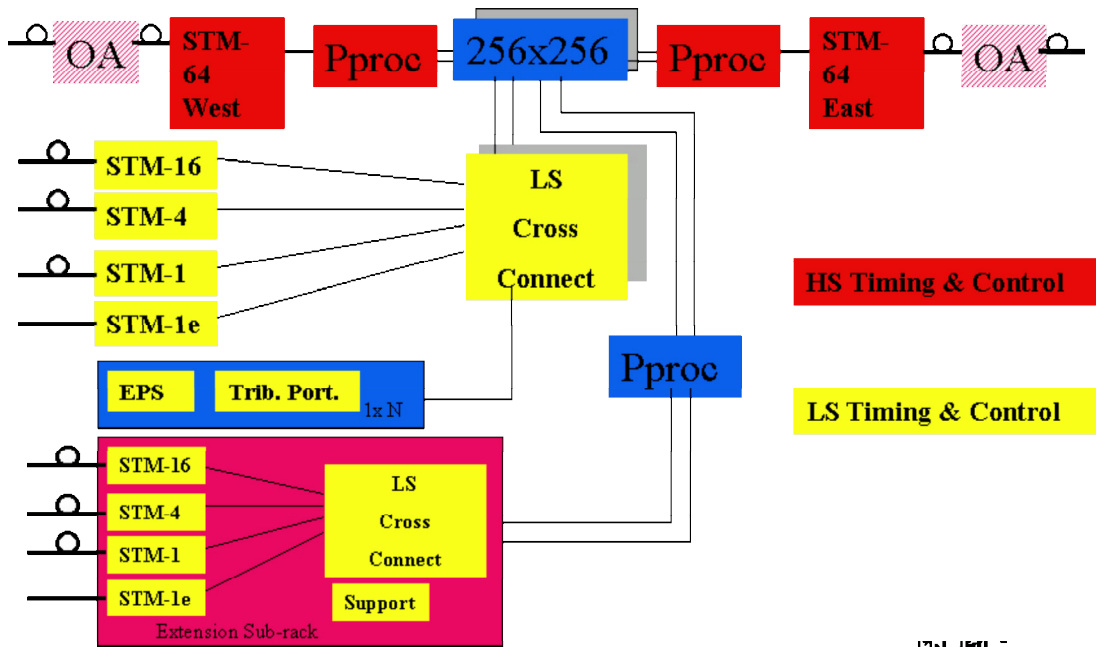 OA
STM-
64
West
Pproc
256x256
Pproc
STM-
64
East
OA
STM-16
STM-4
STM-1
STM-1e
LS
Cross
Connect
HS Timing & Control
Pproc
EPS
Trib. Port.
1x N
LS Timing & Control
STM-16
STM-4
STM-1
STM-1e
LS
Cross
Connect
Support
Extension Sub-rack